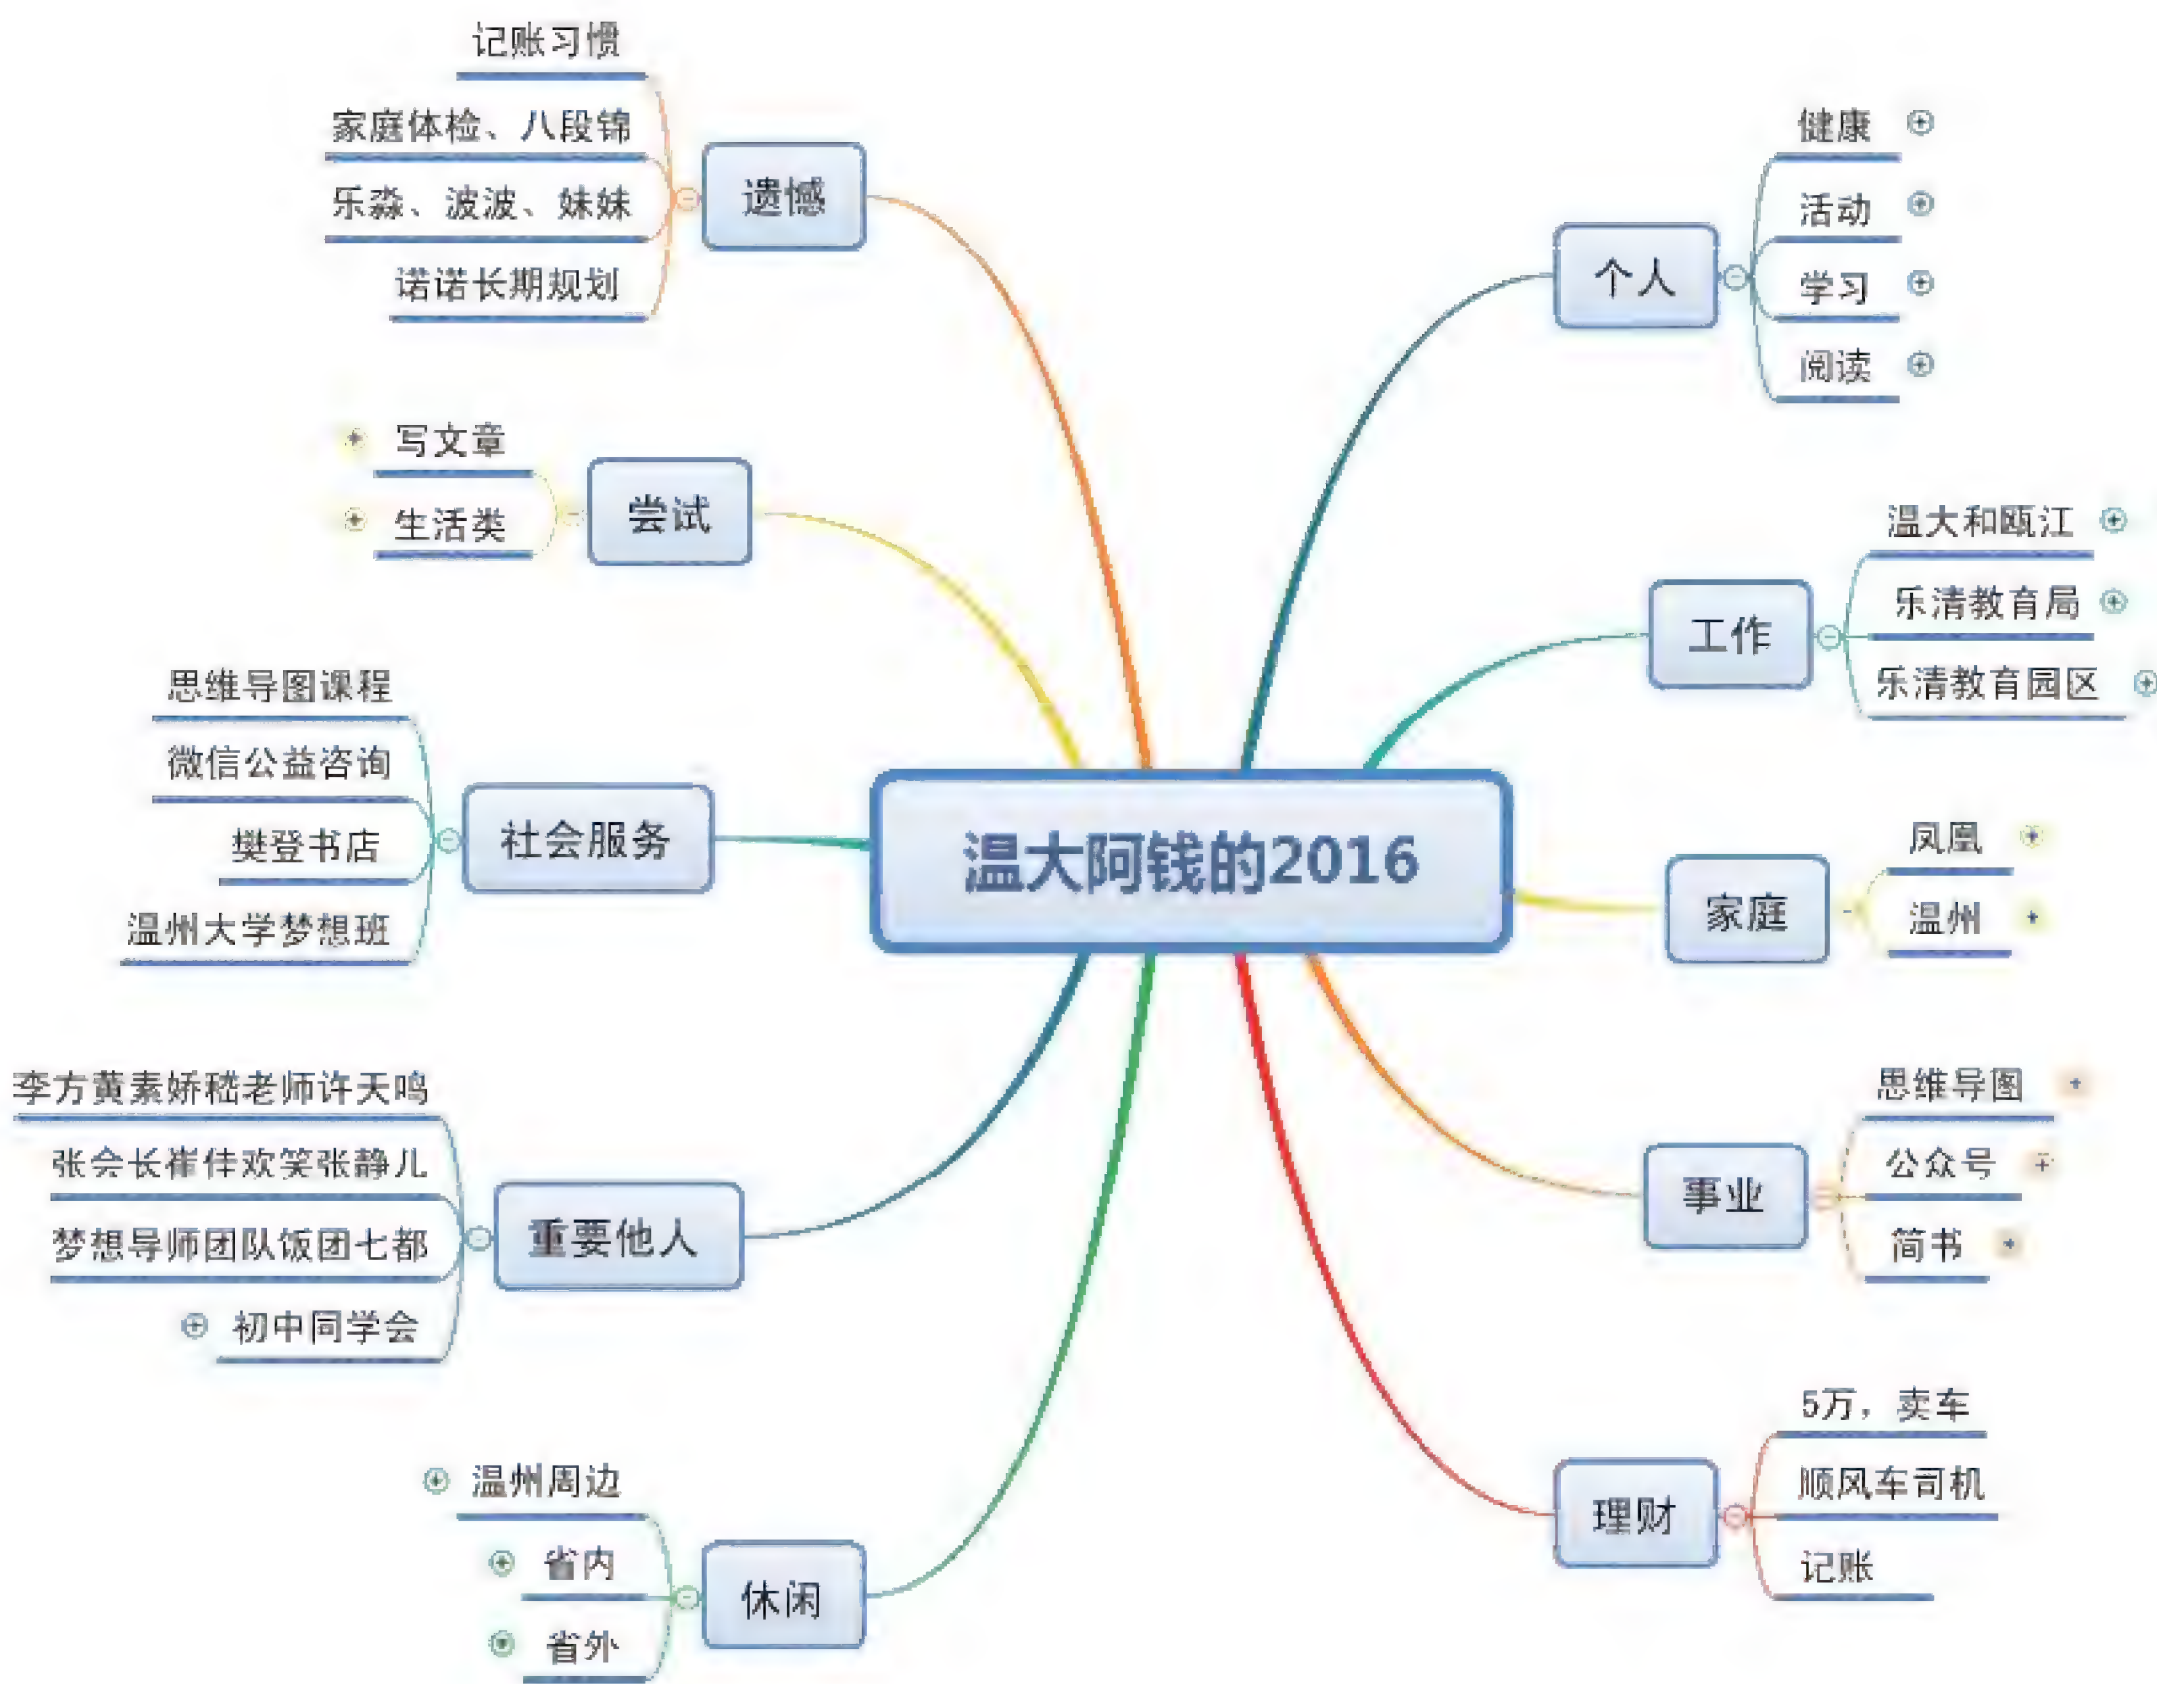 温大阿钱的2016
个人
健康
活动
学习
阅读
工作
温大和瓯江
乐清教育局
乐清教育园区
家庭
凤凰
温州
事业
思维导图
公众号
简书
理财
5万，卖车
顺风车司机
记账
遗憾
记账习惯
家庭体检、八段锦
乐淼、波波、妹妹
诺诺长期规划
尝试
写文章
生活类
社会服务
思维导图课程
微信公益咨询
樊登书店
温州大学梦想班
重要他人
李方黄素娇嵇老师许天鸣
张会长崔佳欢笑张静儿
梦想导师团队饭团七都
初中同学会
休闲
温州周边
省内
省外